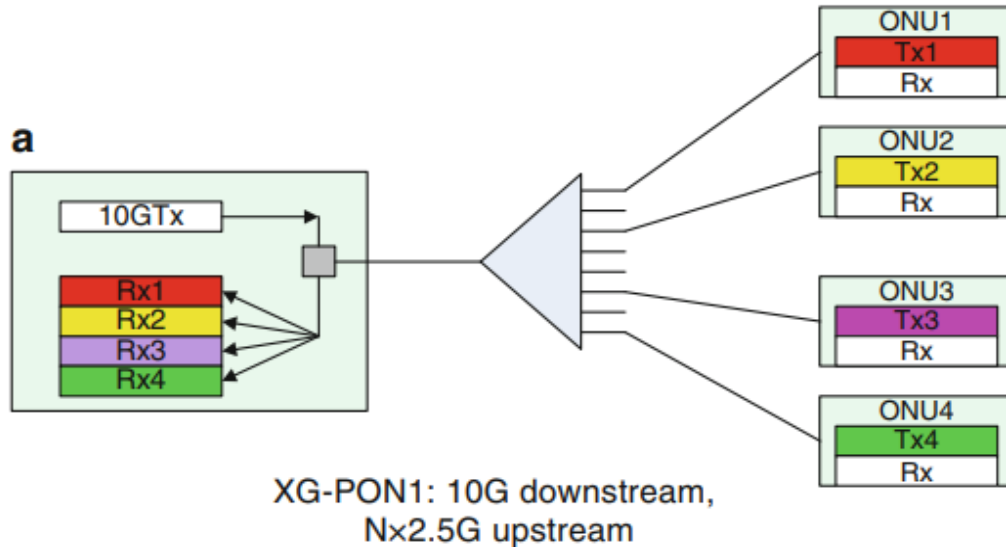 a
10GTx
Rx1
Rx2
Rx3
Rx4
ONU1
Tx1
Rx
ONU2
Tx2
Rx
ONU3
Tx3
Rx
ONU4
Tx4
Rx
XG-PON1: 10G downstream,
N×2.5G upstream